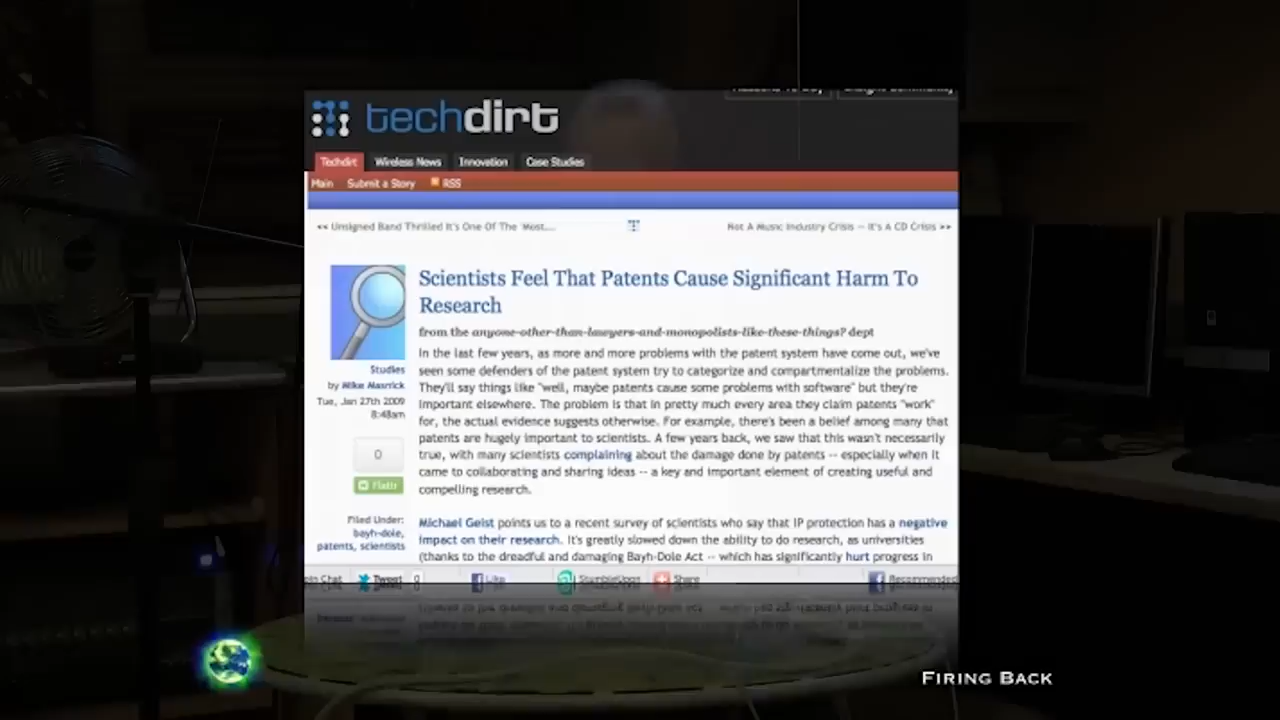 techdirt
Techdirt Wireless News Innovation Case Studies
Main Submit a Story RSS
<< Unsigned Band Thrilled It's One Of The Most... Not A Music Industry Crisis -- It's A CD Crisis >>
Scientists Feel That Patents Cause Significant Harm To
Research
from the anyone-other-than-lawyers-and-monopolists-like-these-things? dept
Studies
by Mike Masnick
Tue, Jan 27th 2009
8:48am
0
Flattr
Filed Under:
bayh-dole,
patents, scientists
In the last few years, as more and more problems with the patent system have come out, we've
seen some defenders of the patent system try to categorize and compartmentalize the problems.
They'll say things like "well, maybe patents cause some problems with software" but they're
important elsewhere. The problem is that in pretty much every area they claim patents "work"
for, the actual evidence suggests otherwise. For example, there's been a belief among many that
patents are hugely important to scientists. A few years back, we saw that this wasn't necessarily
true, with many scientists complaining about the damage done by patents -- especially when it
came to collaborating and sharing ideas -- a key and important element of creating useful and
compelling research.
Michael Geist points us to a recent survey of scientists who say that IP protection has a negative
impact on their research. It's greatly slowed down the ability to do research, as universities
(thanks to the dreadful and damaging Bayh-Dole Act -- which has significantly hurt progress in
Chat Tweet 0 Like StumbleUpon Share Recommended
Firing Back